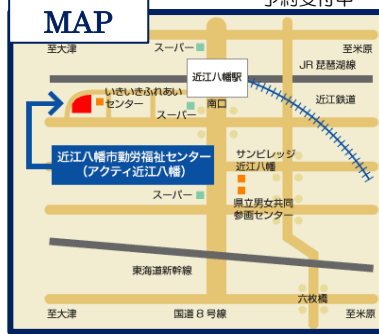 予約受付中
MAP
至大津
スーパー
至米原
近江八幡駅
JR 琵琶湖線
いきいきふれあい
センター
スーパー
南口
近江鉄道
近江八幡市勤労福祉センター
(アクティ近江八幡)
サンビレッジ
近江八幡
スーパー
県立男女共同
参画センター
東海道新幹線
六枚橋
至大津
国道8号線
至米原